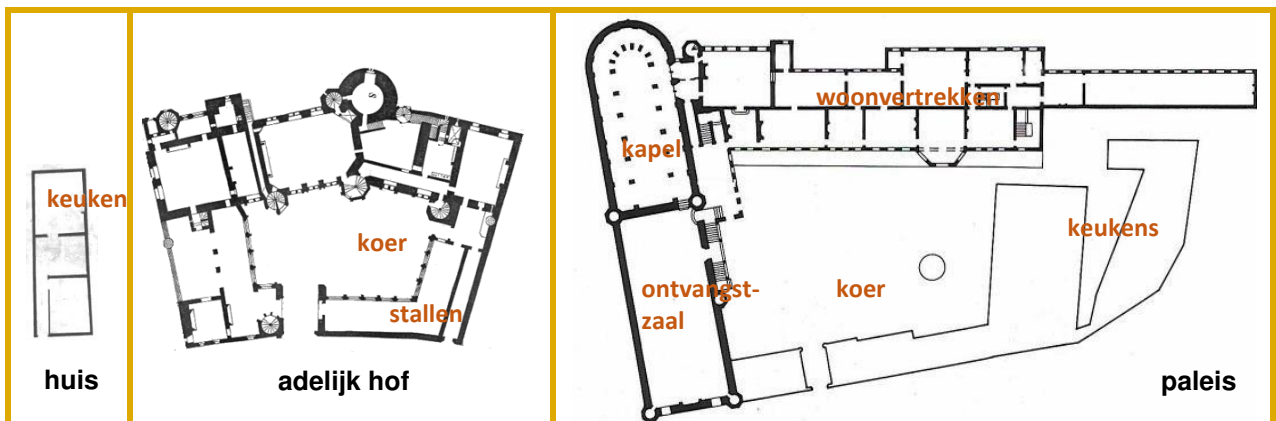 keuken
huis
koer
stallen
adelijk hof
kapel
woonvertrekken
ontvangst-
zaal
koer
keukens
paleis